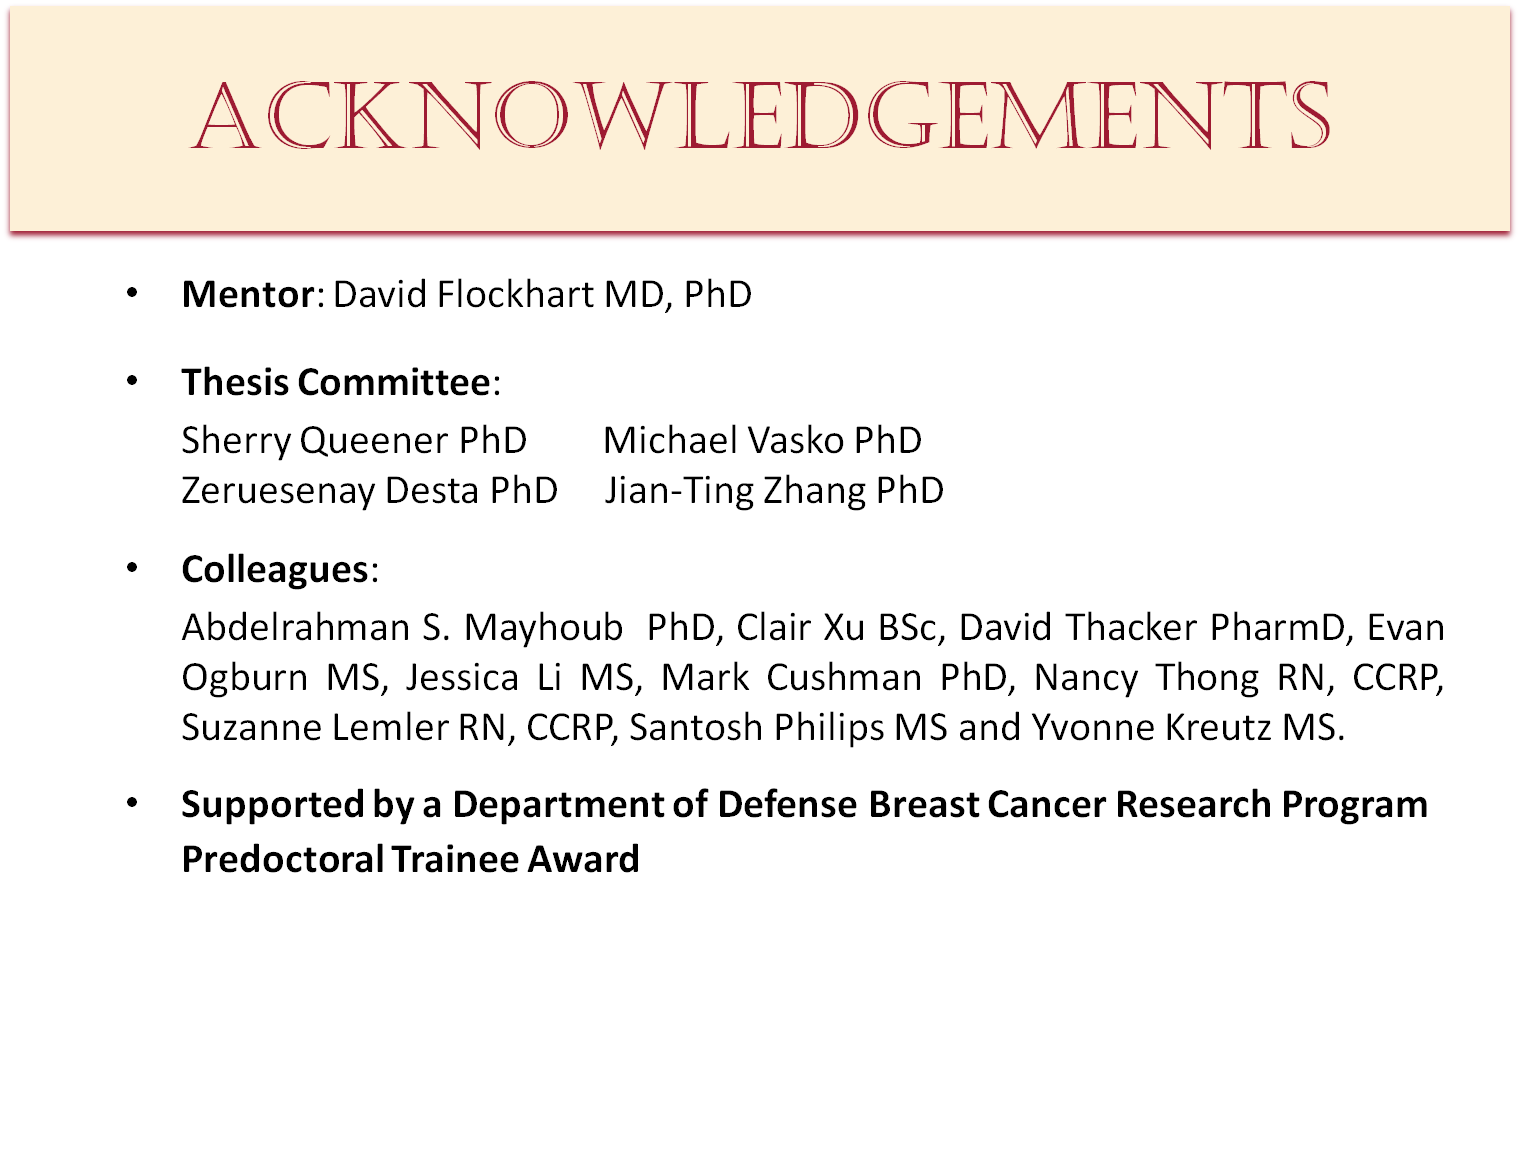 ACKNOWLEDGEMENTS
• Mentor: David Flockhart MD, PhD
• Thesis Committee:
Sherry Queener PhD Michael Vasko PhD
Zeruesenay Desta PhD Jian-Ting Zhang PhD
• Colleagues:
Abdelrahman S. Mayhoub PhD, Clair Xu BSc, David Thacker PharmD, Evan
Ogburn MS, Jessica Li MS, Mark Cushman PhD, Nancy Thong RN, CCRP,
Suzanne Lemler RN, CCRP, Santosh Philips MS and Yvonne Kreutz MS.
• Supported by a Department of Defense Breast Cancer Research Program
Predoctoral Trainee Award